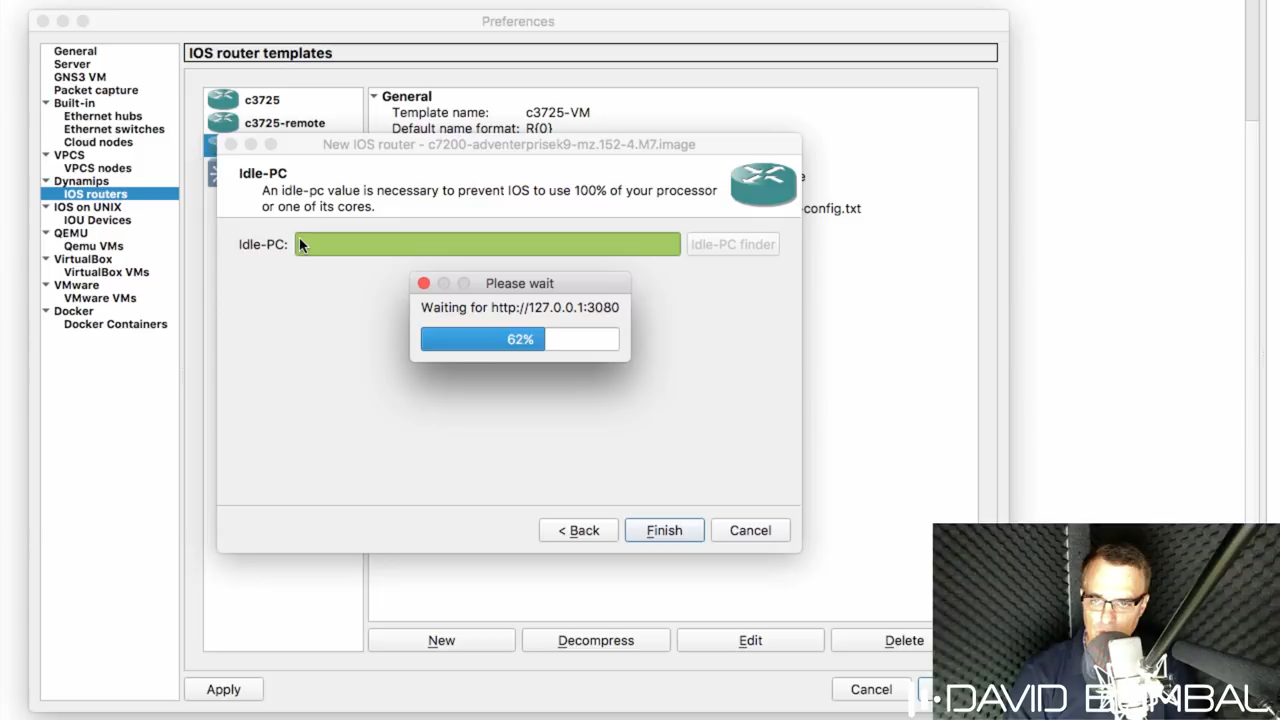 Preferences
General
Server
GNS3 VM
Packet capture
Built-in
Ethernet hubs
Ethernet switches
Cloud nodes
VPCS
VPCS nodes
Dynamips
IOS routers
IOS on UNIX
IOU Devices
QEMU
Qemu VMs
VirtualBox
VirtualBox VMs
VMware
VMware VMs
Docker
Docker Containers
IOS router templates
c3725
c3725-remote
General
Template name: c3725-VM
Default name format: R{0}
New IOS router - c7200-adventerprisek9-mz.152-4.M7.image
Idle-PC
An idle-pc value is necessary to prevent IOS to use 100% of your processor
or one of its cores.
-config.txt
Idle-PC:
Idle-PC finder
Please wait
Waiting for http://127.0.0.1:3080
62%
< Back
Finish
Cancel
New
Decompress
Edit
Delete
Apply
Cancel
DAVID BOMBAL